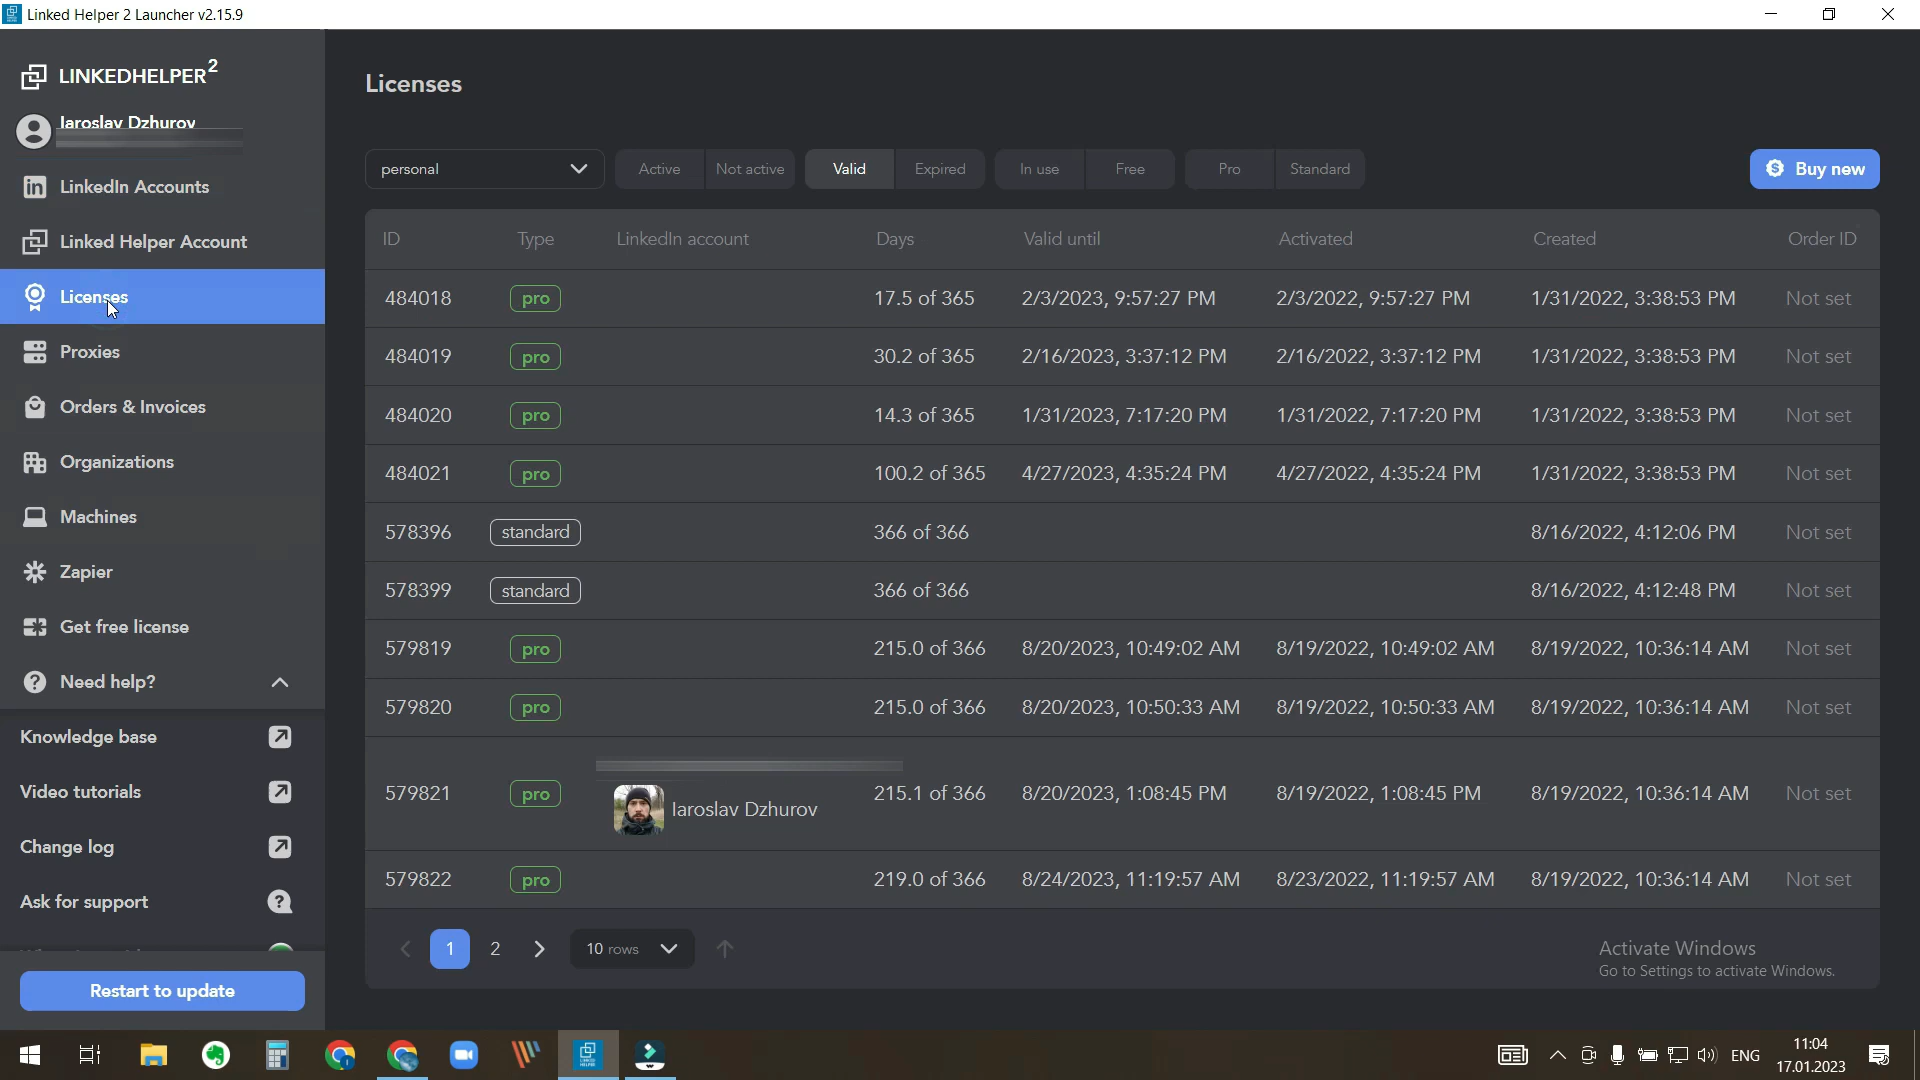 Linked Helper 2 Launcher v2.15.9
LINKEDHELPER2
Iaroslav Dzhurov
LinkedIn Accounts
Linked Helper Account
Licenses
Proxies
Orders & Invoices
Organizations
Machines
Zapier
Get free license
Need help?
Knowledge base
Video tutorials
Change log
Ask for support
Restart to update
Licenses
personal Active Not active Valid Expired In use Free Pro Standard Buy new
ID Type LinkedIn account Days Valid until Activated Created Order ID
484018 pro 17.5 of 365 2/3/2023, 9:57:27 PM 2/3/2022, 9:57:27 PM 1/31/2022, 3:38:53 PM Not set
484019 pro 30.2 of 365 2/16/2023, 3:37:12 PM 2/16/2022, 3:37:12 PM 1/31/2022, 3:38:53 PM Not set
484020 pro 14.3 of 365 1/31/2023, 7:17:20 PM 1/31/2022, 7:17:20 PM 1/31/2022, 3:38:53 PM Not set
484021 pro 100.2 of 365 4/27/2023, 4:35:24 PM 4/27/2022, 4:35:24 PM 1/31/2022, 3:38:53 PM Not set
578396 standard 366 of 366 8/16/2022, 4:12:06 PM Not set
578399 standard 366 of 366 8/16/2022, 4:12:48 PM Not set
579819 pro 215.0 of 366 8/20/2023, 10:49:02 AM 8/19/2022, 10:49:02 AM 8/19/2022, 10:36:14 AM Not set
579820 pro 215.0 of 366 8/20/2023, 10:50:33 AM 8/19/2022, 10:50:33 AM 8/19/2022, 10:36:14 AM Not set
579821 pro Iaroslav Dzhurov 215.1 of 366 8/20/2023, 1:08:45 PM 8/19/2022, 1:08:45 PM 8/19/2022, 10:36:14 AM Not set
579822 pro 219.0 of 366 8/24/2023, 11:19:57 AM 8/23/2022, 11:19:57 AM 8/19/2022, 10:36:14 AM Not set
1 2 10 rows
Activate Windows
Go to Settings to activate Windows.
ENG
11:04
17.01.2023